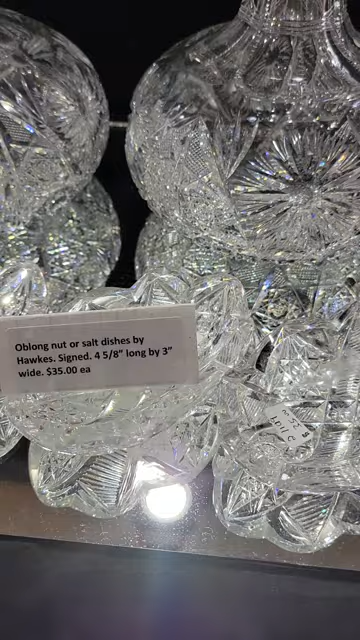 Oblong nut or salt dishes by
Hawkes. Signed. 4 5/8" long by 3"
wide. $35.00 ea